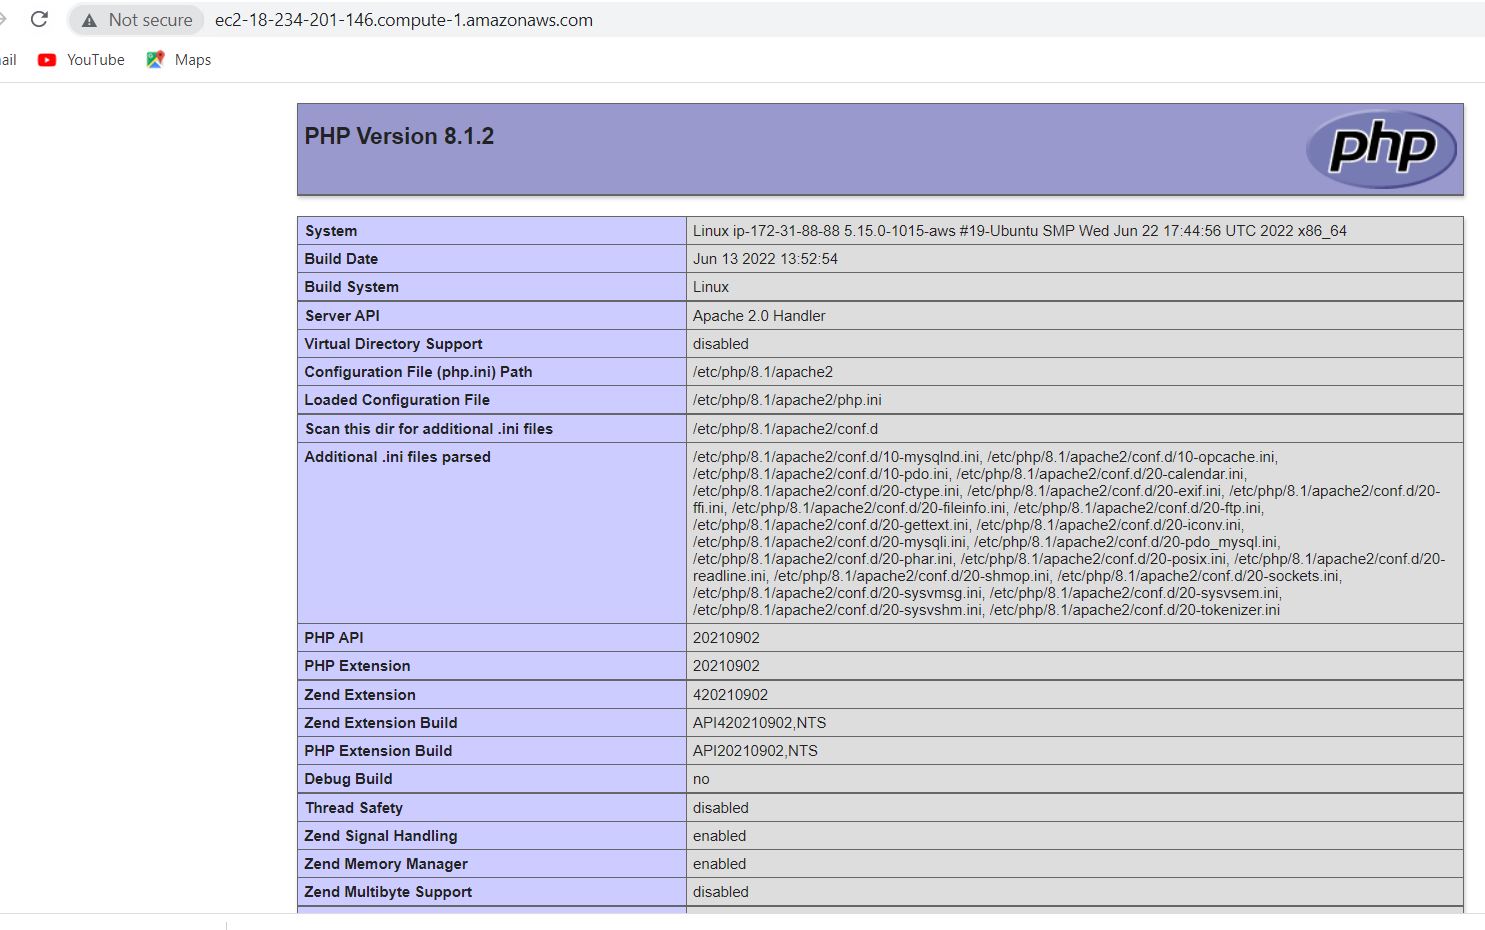 Not secure ec2-18-234-201-146.compute-1.amazonaws.com
ail YouTube Maps
PHP Version 8.1.2
php
System Linux ip-172-31-88-88 5.15.0-1015-aws #19-Ubuntu SMP Wed Jun 22 17:44:56 UTC 2022 x86_64
Build Date Jun 13 2022 13:52:54
Build System Linux
Server API Apache 2.0 Handler
Virtual Directory Support disabled
Configuration File (php.ini) Path /etc/php/8.1/apache2
Loaded Configuration File /etc/php/8.1/apache2/php.ini
Scan this dir for additional .ini files /etc/php/8.1/apache2/conf.d
Additional .ini files parsed /etc/php/8.1/apache2/conf.d/10-mysqlnd.ini, /etc/php/8.1/apache2/conf.d/10-opcache.ini,
/etc/php/8.1/apache2/conf.d/10-pdo.ini, /etc/php/8.1/apache2/conf.d/20-calendar.ini,
/etc/php/8.1/apache2/conf.d/20-ctype.ini, /etc/php/8.1/apache2/conf.d/20-exif.ini, /etc/php/8.1/apache2/conf.d/20-
ffi.ini, /etc/php/8.1/apache2/conf.d/20-fileinfo.ini, /etc/php/8.1/apache2/conf.d/20-ftp.ini,
/etc/php/8.1/apache2/conf.d/20-gettext.ini, /etc/php/8.1/apache2/conf.d/20-iconv.ini,
/etc/php/8.1/apache2/conf.d/20-mysqli.ini, /etc/php/8.1/apache2/conf.d/20-pdo_mysql.ini,
/etc/php/8.1/apache2/conf.d/20-phar.ini, /etc/php/8.1/apache2/conf.d/20-posix.ini, /etc/php/8.1/apache2/conf.d/20-
readline.ini, /etc/php/8.1/apache2/conf.d/20-shmop.ini, /etc/php/8.1/apache2/conf.d/20-sockets.ini,
/etc/php/8.1/apache2/conf.d/20-sysvmsg.ini, /etc/php/8.1/apache2/conf.d/20-sysvsem.ini,
/etc/php/8.1/apache2/conf.d/20-sysvshm.ini, /etc/php/8.1/apache2/conf.d/20-tokenizer.ini
PHP API 20210902
PHP Extension 20210902
Zend Extension 420210902
Zend Extension Build API420210902,NTS
PHP Extension Build API20210902,NTS
Debug Build no
Thread Safety disabled
Zend Signal Handling enabled
Zend Memory Manager enabled
Zend Multibyte Support disabled